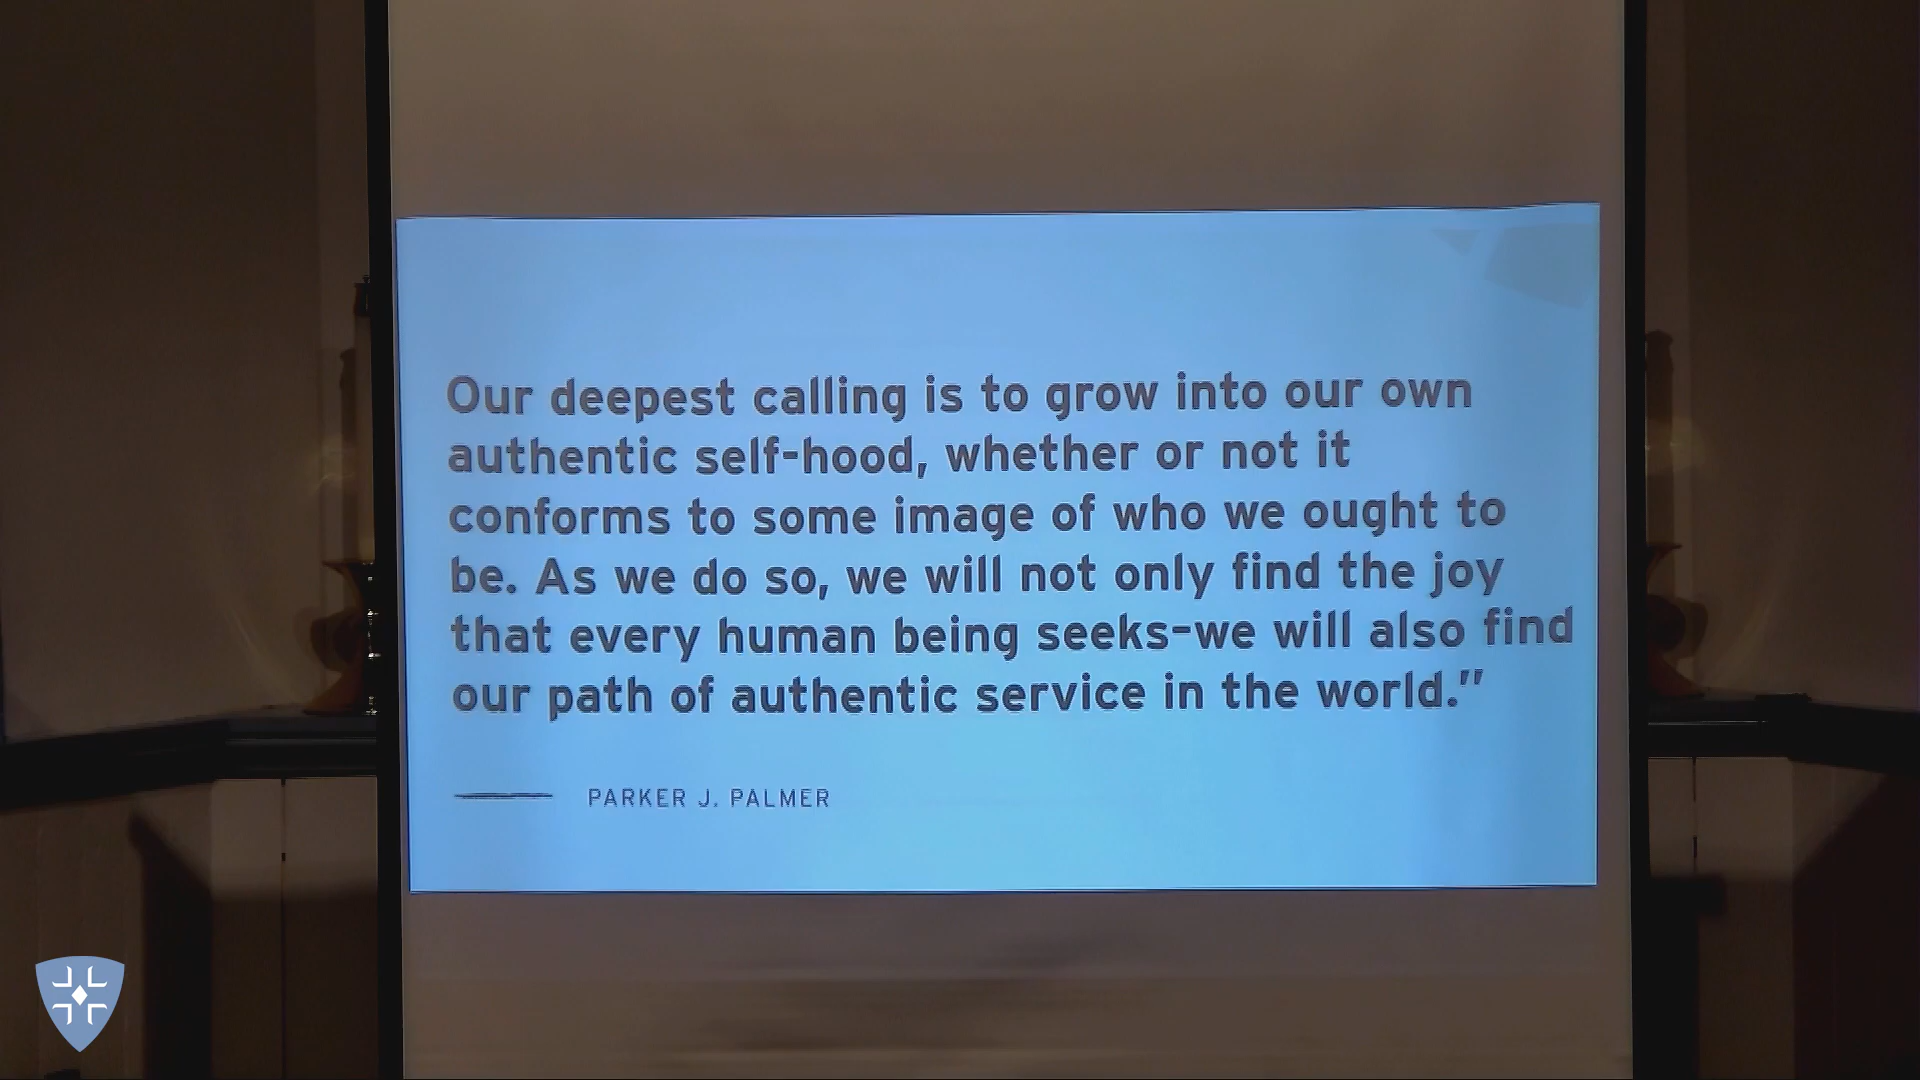 Our deepest calling is to grow into our own
authentic self-hood, whether or not it
conforms to some image of who we ought to
be. As we do so, we will not only find the joy
that every human being seeks–we will also find
our path of authentic service in the world."
PARKER J. PALMER